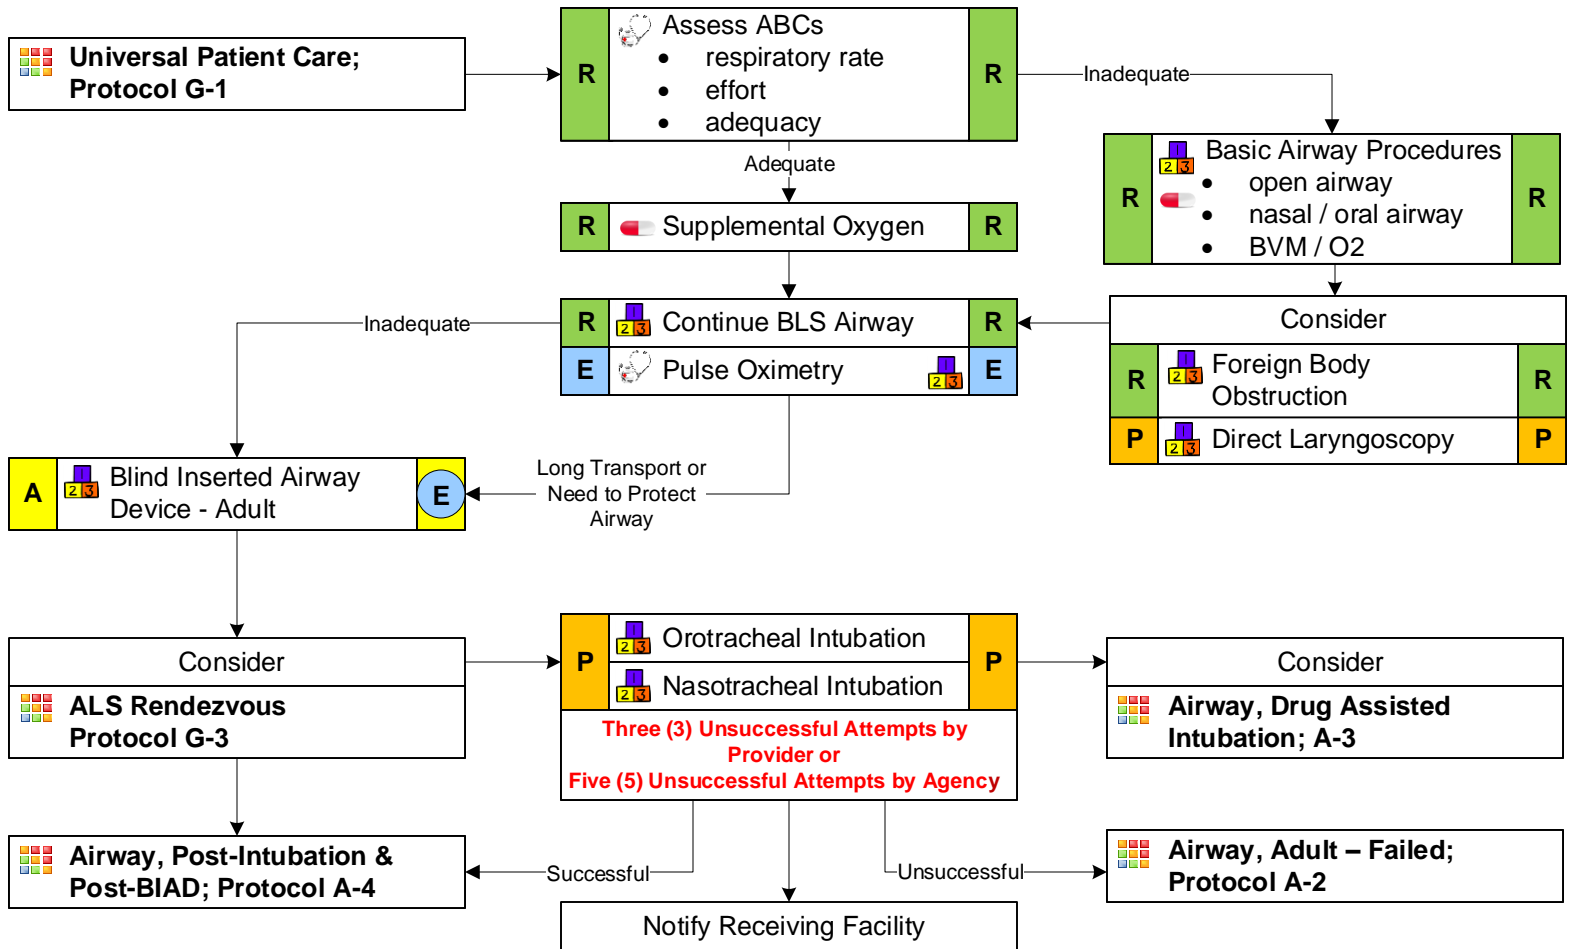 Universal Patient Care;
Protocol G-1
R
Assess ABCs
• respiratory rate
• effort
• adequacy
R
Inadequate
Adequate
R
Basic Airway Procedures
• open airway
• nasal / oral airway
• BVM / O2
R
R
Supplemental Oxygen
R
Inadequate
R
Continue BLS Airway
R
E
Pulse Oximetry
E
Consider
R
Foreign Body
Obstruction
R
P
Direct Laryngoscopy
P
A
Blind Inserted Airway
Device - Adult
E
Long Transport or
Need to Protect
Airway
Consider
ALS Rendezvous
Protocol G-3
P
Orotracheal Intubation
Nasotracheal Intubation
P
Three (3) Unsuccessful Attempts by
Provider or
Five (5) Unsuccessful Attempts by Agency
Consider
Airway, Drug Assisted
Intubation; A-3
Airway, Post-Intubation &
Post-BIAD; Protocol A-4
Successful
Unsuccessful
Airway, Adult – Failed;
Protocol A-2
Notify Receiving Facility